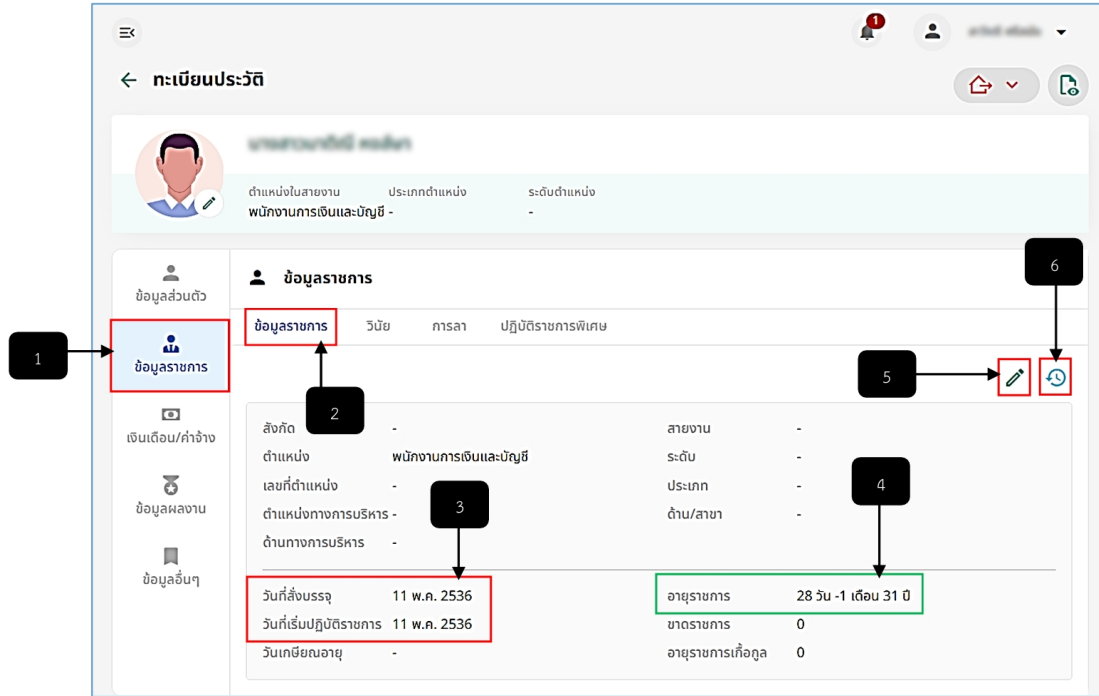 1
ทะเบียนประวัติ
ตำแหน่งในสายงาน ประเภทตำแหน่ง ระดับตำแหน่ง
พนักงานการเงินและบัญชี - -
6
ข้อมูลส่วนตัว
ข้อมูลราชการ
ข้อมูลราชการ วินัย การลา ปฏิบัติราชการพิเศษ
1
ข้อมูลราชการ
5
2
เงินเดือน/ค่าจ้าง
สังกัด - สายงาน -
ตำแหน่ง พนักงานการเงินและบัญชี ระดับ -
เลขที่ตำแหน่ง - ประเภท -
4
3
ข้อมูลผลงาน
ตำแหน่งทางการบริหาร - ด้าน/สาขา -
ด้านทางการบริหาร -
ข้อมูลอื่นๆ
วันที่สั่งบรรจุ 11 พ.ค. 2536 อายุราชการ 28 วัน -1 เดือน 31 ปี
วันที่เริ่มปฏิบัติราชการ 11 พ.ค. 2536 ขาดราชการ 0
วันเกษียณอายุ - อายุราชการเกื้อกูล 0